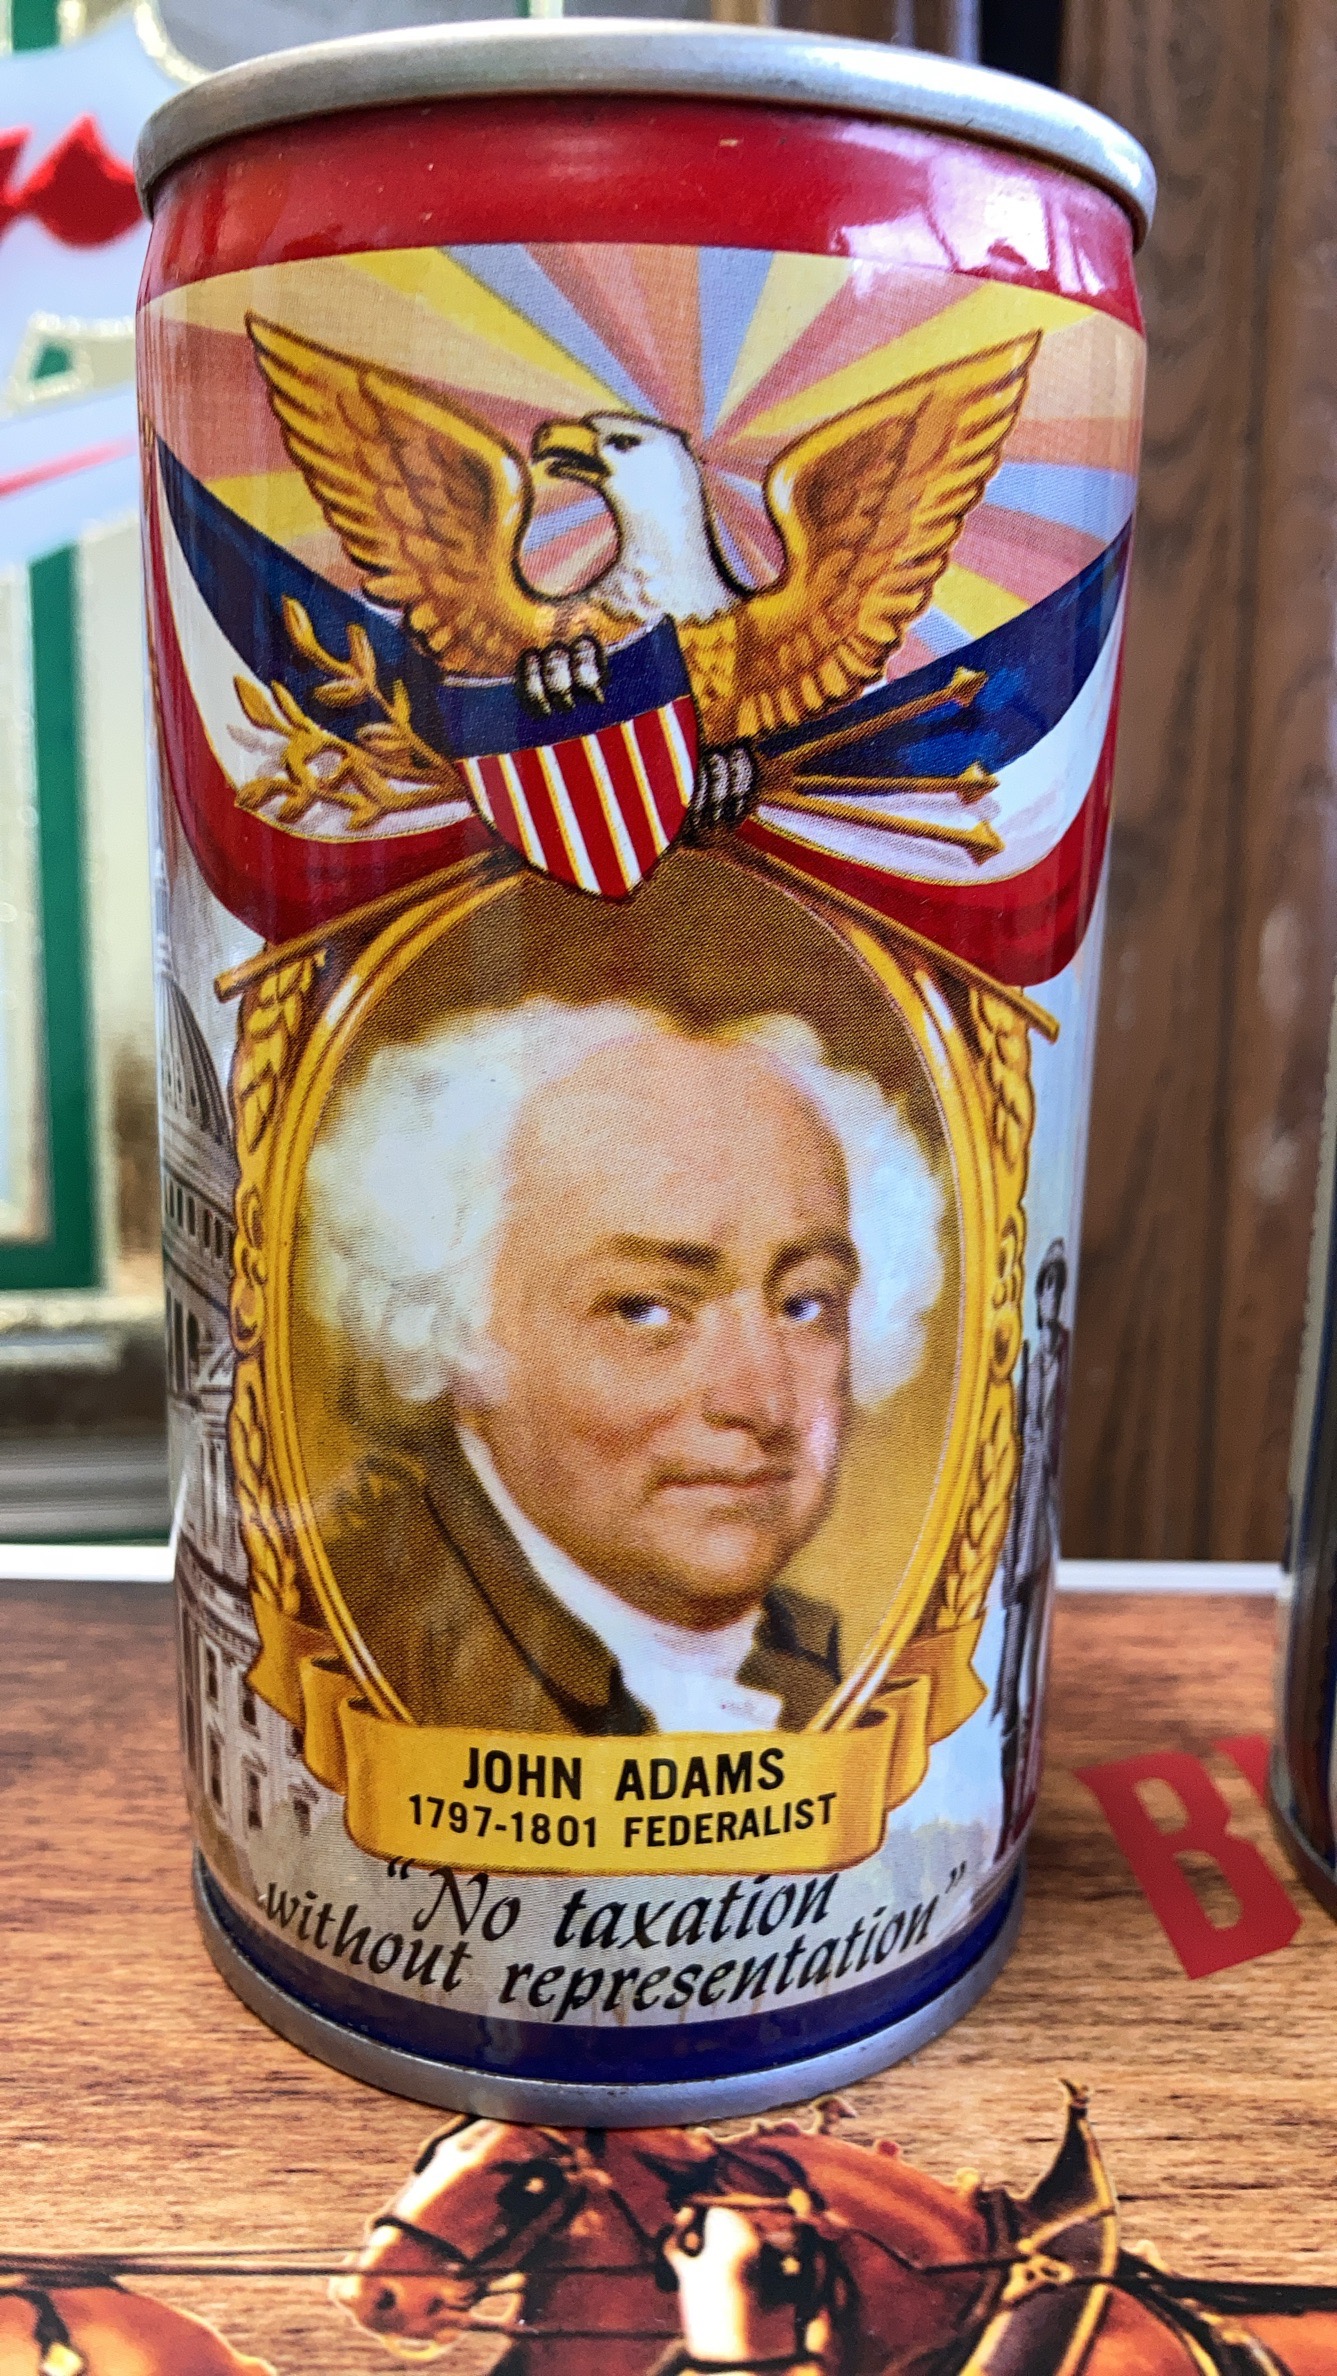 JOHN ADAMS
1797-1801 FEDERALIST
"No taxation
without representation"